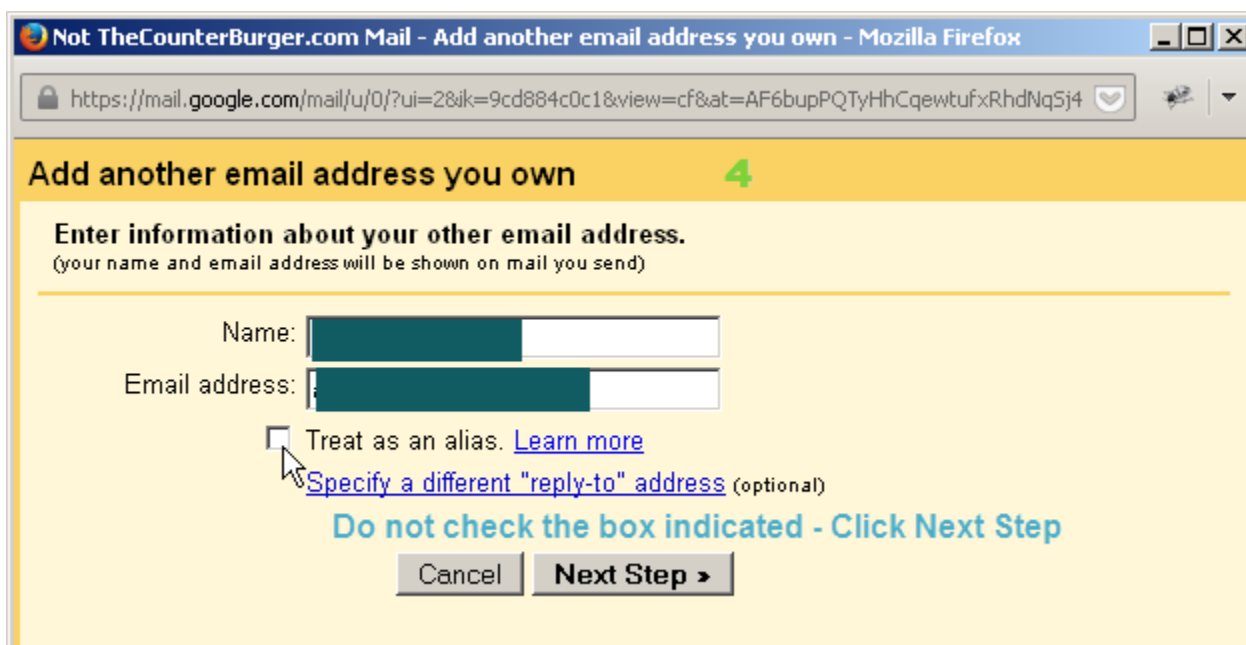 Not TheCounterBurger.com Mail - Add another email address you own - Mozilla Firefox
https://mail.google.com/mail/u/0/?ui=2&ik=9cd884c0c1&view=cf&at=AF6bupPQTyHhCqewtufxRhdNqSj4
Add another email address you own 4
Enter information about your other email address.
(your name and email address will be shown on mail you send)
Name:
Email address:
Treat as an alias. Learn more
Specify a different "reply-to" address (optional)
Do not check the box indicated - Click Next Step
Cancel Next Step »